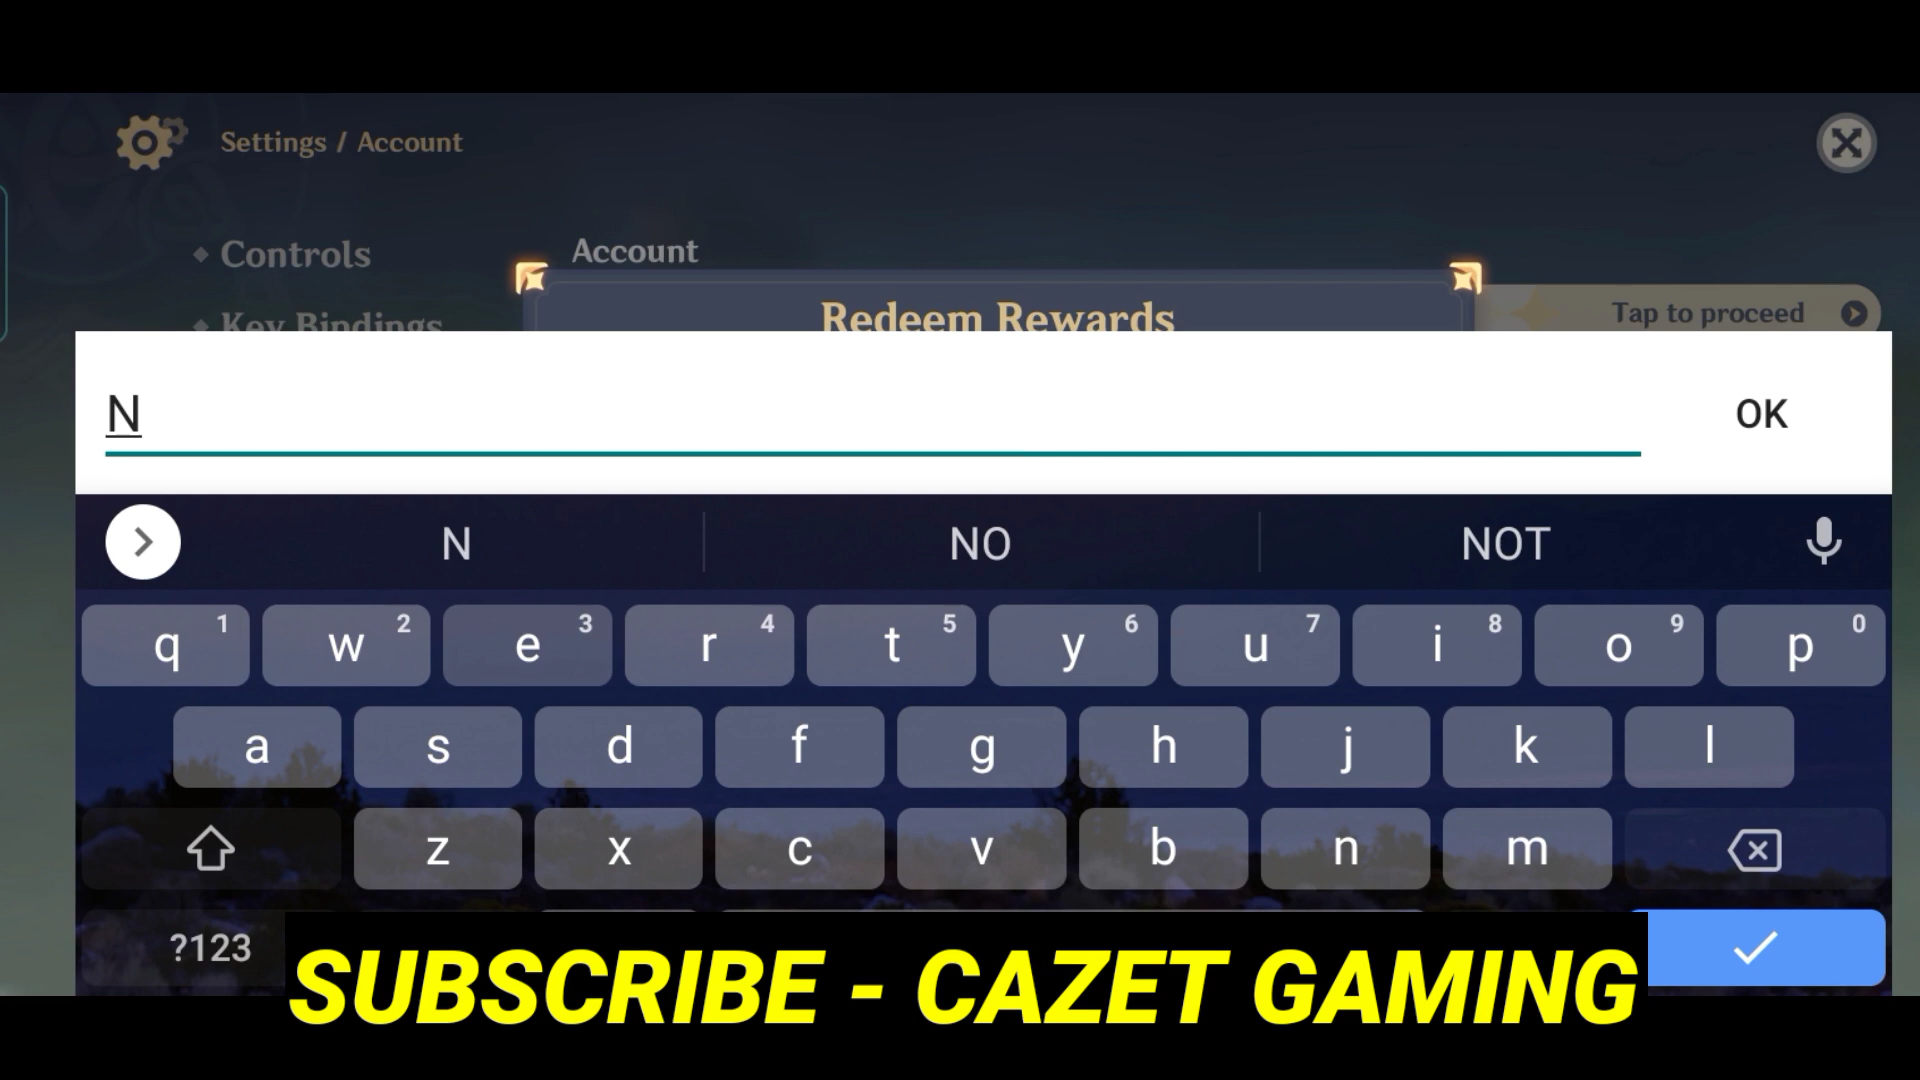 Settings / Account
Controls
Account
Key Bindings
Redeem Rewards
Tap to proceed
N
OK
N NO NOT
q 1 w 2 e 3 r 4 t 5 y 6 u 7 i 8 o 9 p 0
a s d f g h j k l
z x c v b n m
?123
SUBSCRIBE - CAZET GAMING